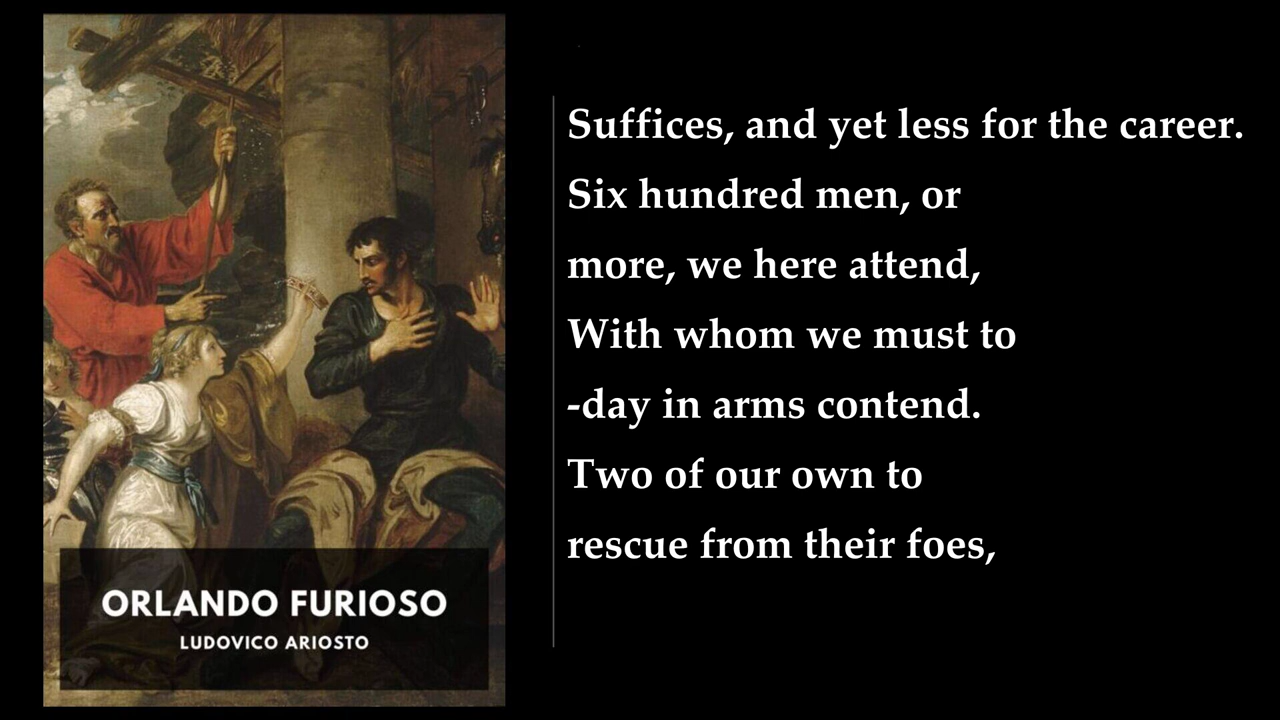 ORLANDO FURIOSO
LUDOVICO ARIOSTO
Suffices, and yet less for the career.
Six hundred men, or
more, we here attend,
With whom we must to
-day in arms contend.
Two of our own to
rescue from their foes,